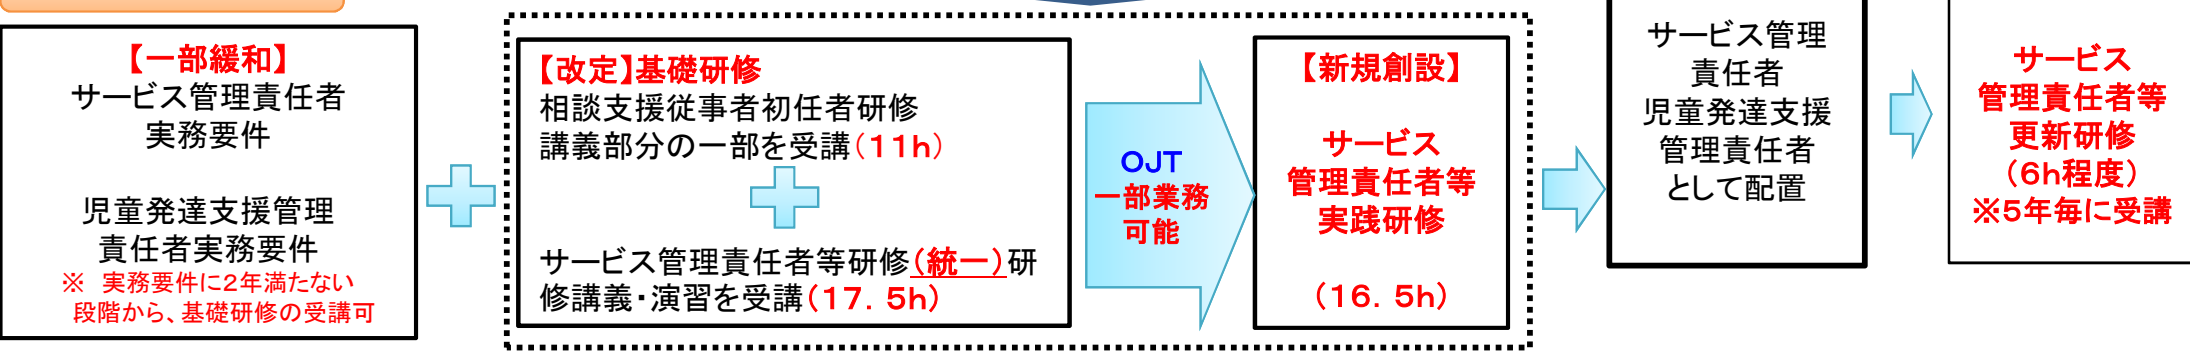 【一部緩和】
サービス管理責任者
実務要件
児童発達支援管理
責任者実務要件
※　実務要件に２年満たない
段階から、基礎研修の受講可
【改定】基礎研修
相談支援従事者初任者研修
講義部分の一部を受講（１１ｈ）
サービス管理責任者等研修（統一）研
修講義・演習を受講（１７．５ｈ）
ＯＪＴ
一部業務
可能
【新規創設】
サービス
管理責任者等
実践研修
（１６．５ｈ）
サービス管理
責任者
児童発達支援
管理責任者
として配置
サービス
管理責任者等
更新研修
（６ｈ程度）
※５年毎に受講